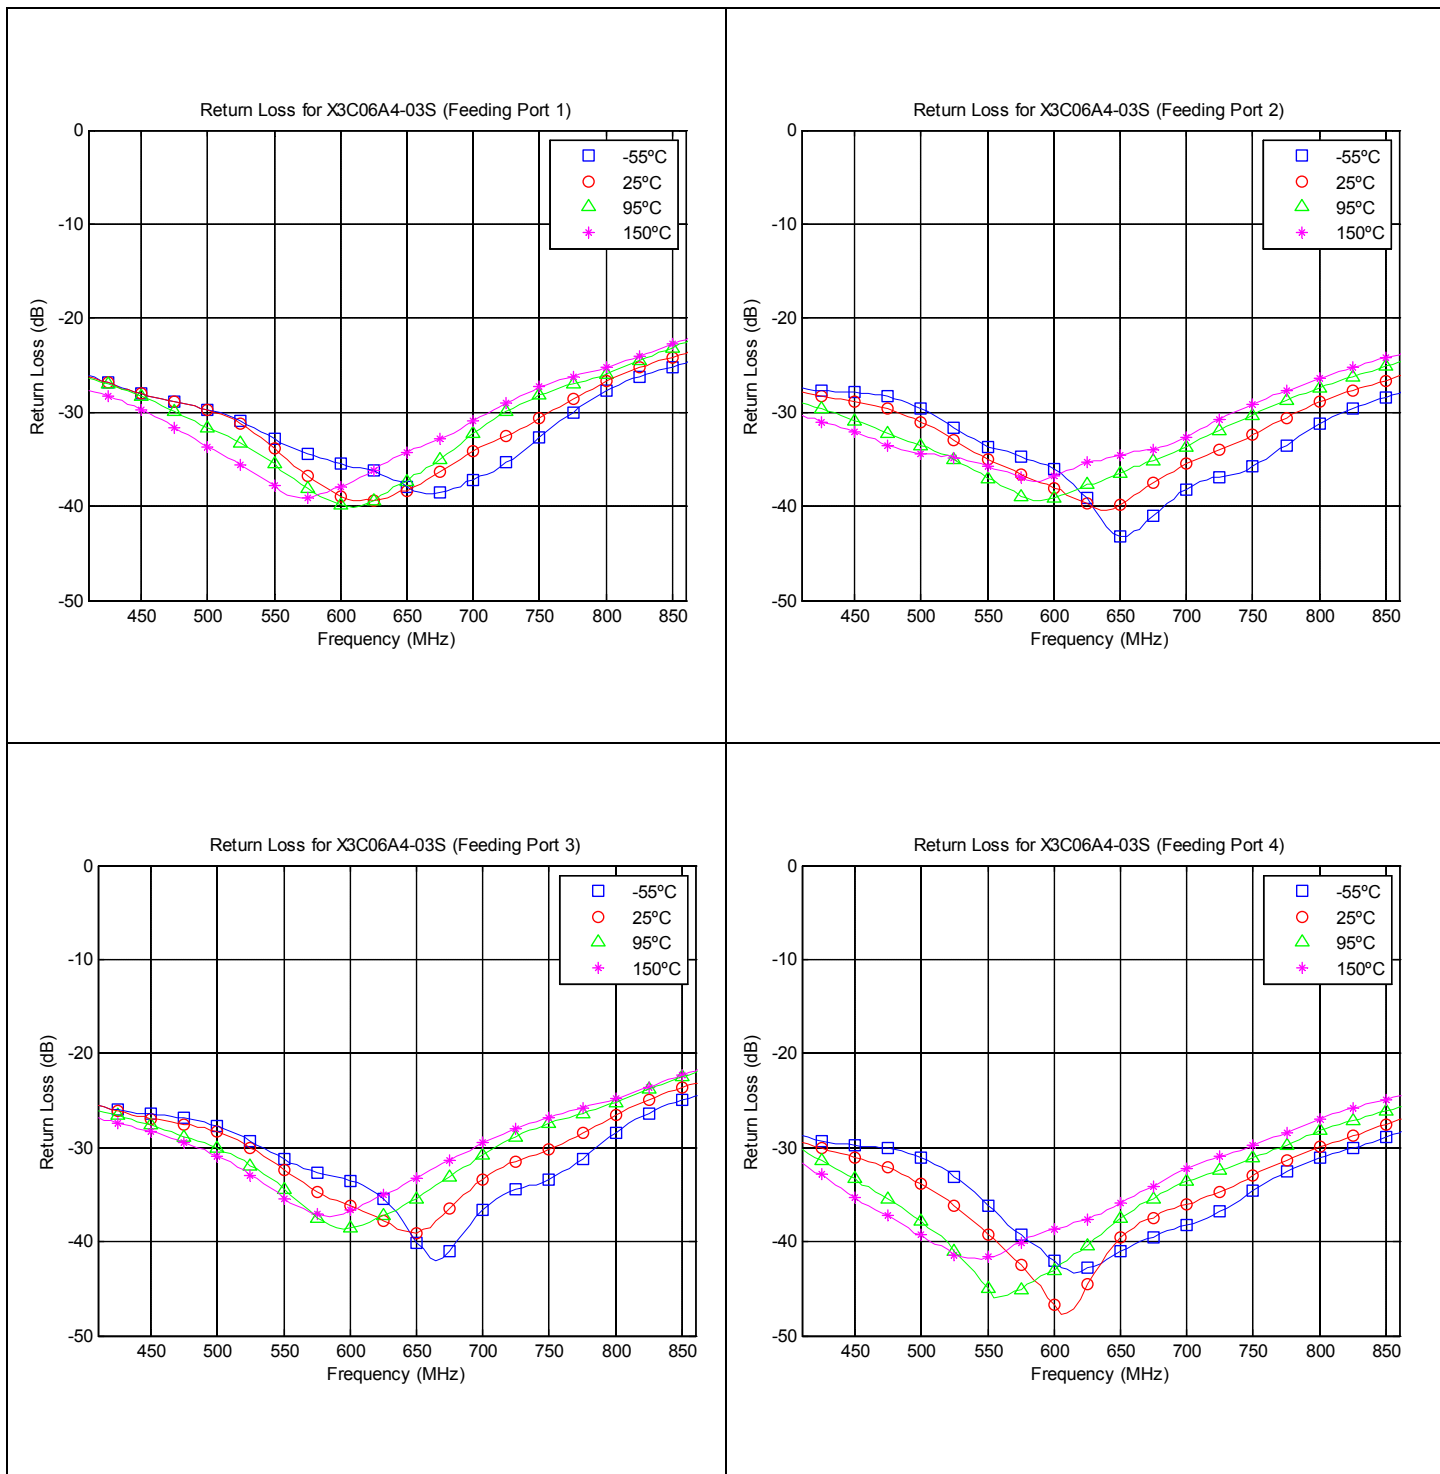 Return Loss for X3C06A4-03S (Feeding Port 1)
0
-10
-20
-30
-40
-50
Return Loss (dB)
-55ºC
25ºC
95ºC
150ºC
450 500 550 600 650 700 750 800 850
Frequency (MHz)
Return Loss for X3C06A4-03S (Feeding Port 2)
0
-10
-20
-30
-40
-50
Return Loss (dB)
-55ºC
25ºC
95ºC
150ºC
450 500 550 600 650 700 750 800 850
Frequency (MHz)
Return Loss for X3C06A4-03S (Feeding Port 3)
0
-10
-20
-30
-40
-50
Return Loss (dB)
-55ºC
25ºC
95ºC
150ºC
450 500 550 600 650 700 750 800 850
Frequency (MHz)
Return Loss for X3C06A4-03S (Feeding Port 4)
0
-10
-20
-30
-40
-50
Return Loss (dB)
-55ºC
25ºC
95ºC
150ºC
450 500 550 600 650 700 750 800 850
Frequency (MHz)